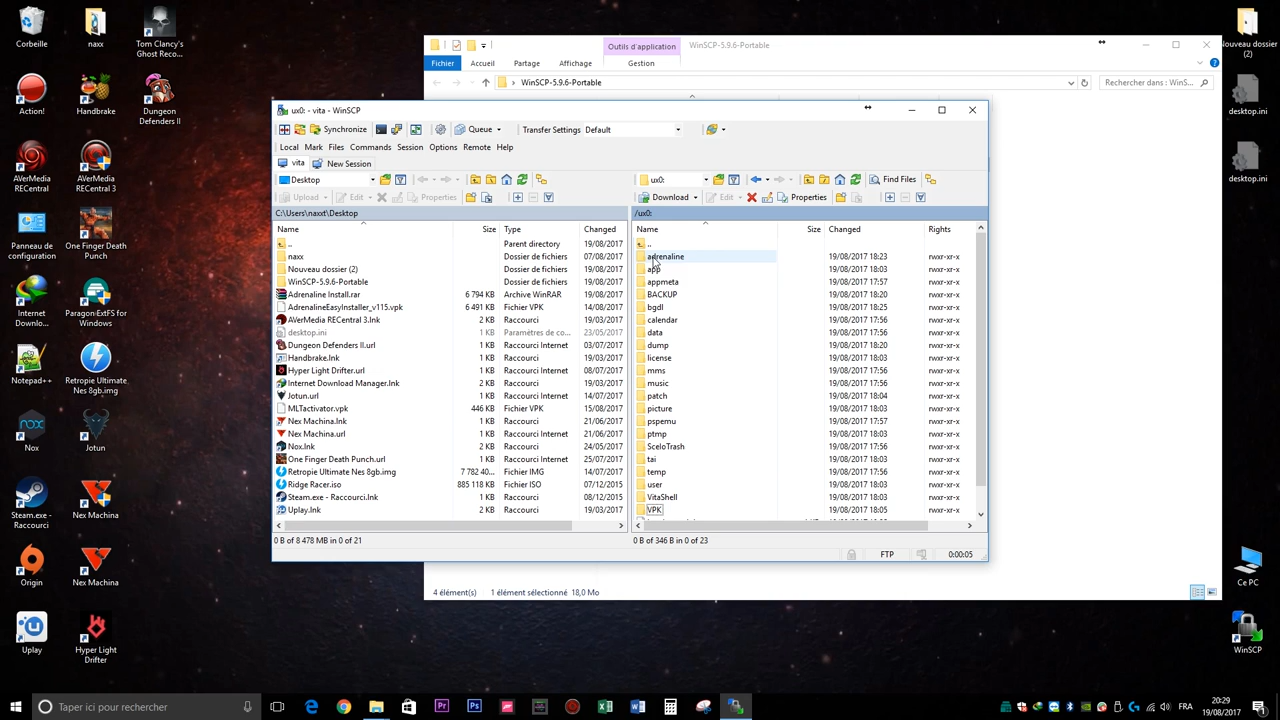 Corbeille
naxx
Tom Clancy's
Ghost Reco...
Action!
Handbrake
Dungeon
Defenders II
AVerMedia
RECentral
AVerMedia
RECentral 3
Panneau de
configuration
One Finger Death
Punch
Internet
Downlo...
Paragon ExtFS for
Windows
Notepad++
Retropie Ultimate
Nes 8gb.img
Nox
Jotun
Steam.exe -
Raccourci
Nex Machina
Origin
Nex Machina
Uplay
Hyper Light
Drifter
Outils d'application
WinSCP-5.9.6-Portable
Fichier
Accueil
Partage
Affichage
Gestion
WinSCP-5.9.6-Portable
Rechercher dans : WinS...
ux0: - vita - WinSCP
Synchronize
Queue
Transfer Settings Default
Local Mark Files Commands Session Options Remote Help
vita
New Session
Desktop
ux0:
Find Files
Upload
Edit
Properties
Download
Edit
Properties
C:\Users\naxxt\Desktop
/ux0:
Name Size Type Changed
.. Parent directory 19/08/2017
naxx Dossier de fichiers 07/08/2017
Nouveau dossier (2) Dossier de fichiers 19/08/2017
WinSCP-5.9.6-Portable Dossier de fichiers 19/08/2017
Adrenaline Install.rar 6 794 KB Archive WinRAR 19/08/2017
AdrenalineEasyInstaller_v115.vpk 6 491 KB Fichier VPK 14/08/2017
AVerMedia RECentral 3.lnk 2 KB Raccourci 19/03/2017
desktop.ini 1 KB Paramètres de co... 23/05/2017
Dungeon Defenders II.url 1 KB Raccourci Internet 03/07/2017
Handbrake.lnk 1 KB Raccourci 19/03/2017
Hyper Light Drifter.url 1 KB Raccourci Internet 08/07/2017
Internet Download Manager.lnk 2 KB Raccourci 19/03/2017
Jotun.url 1 KB Raccourci Internet 14/07/2017
MLTactivator.vpk 446 KB Fichier VPK 15/08/2017
Nex Machina.lnk 1 KB Raccourci 21/06/2017
Nex Machina.url 1 KB Raccourci Internet 21/06/2017
Nox.lnk 2 KB Raccourci 24/05/2017
One Finger Death Punch.url 1 KB Raccourci Internet 25/07/2017
Retropie Ultimate Nes 8gb.img 7 782 40... Fichier IMG 14/07/2017
Ridge Racer.iso 885 118 KB Fichier ISO 07/12/2015
Steam.exe - Raccourci.lnk 1 KB Raccourci 08/12/2015
Uplay.lnk 2 KB Raccourci 19/03/2017
0 B of 8 478 MB in 0 of 21
Name Size Changed Rights
..
adrenaline 19/08/2017 18:23 rwxr-xr-x
app 19/08/2017 18:03 rwxr-xr-x
appmeta 19/08/2017 17:57 rwxr-xr-x
BACKUP 19/08/2017 18:20 rwxr-xr-x
bgdl 19/08/2017 18:25 rwxr-xr-x
calendar 19/08/2017 17:56 rwxr-xr-x
data 19/08/2017 17:56 rwxr-xr-x
dump 19/08/2017 18:20 rwxr-xr-x
license 19/08/2017 18:03 rwxr-xr-x
mms 19/08/2017 17:56 rwxr-xr-x
music 19/08/2017 17:56 rwxr-xr-x
patch 19/08/2017 18:04 rwxr-xr-x
picture 19/08/2017 18:03 rwxr-xr-x
pspemu 19/08/2017 17:57 rwxr-xr-x
ptmp 19/08/2017 18:03 rwxr-xr-x
SceIoTrash 19/08/2017 17:56 rwxr-xr-x
tai 19/08/2017 18:03 rwxr-xr-x
temp 19/08/2017 17:56 rwxr-xr-x
user 19/08/2017 18:03 rwxr-xr-x
VitaShell 19/08/2017 18:03 rwxr-xr-x
VPK 19/08/2017 18:05 rwxr-xr-x
0 B of 346 B in 0 of 23
FTP
0:00:05
4 élément(s) 1 élément sélectionné 18,0 Mo
Nouveau dossier
(2)
desktop.ini
desktop.ini
Ce PC
WinSCP
Taper ici pour rechercher
FRA
20:29
19/08/2017